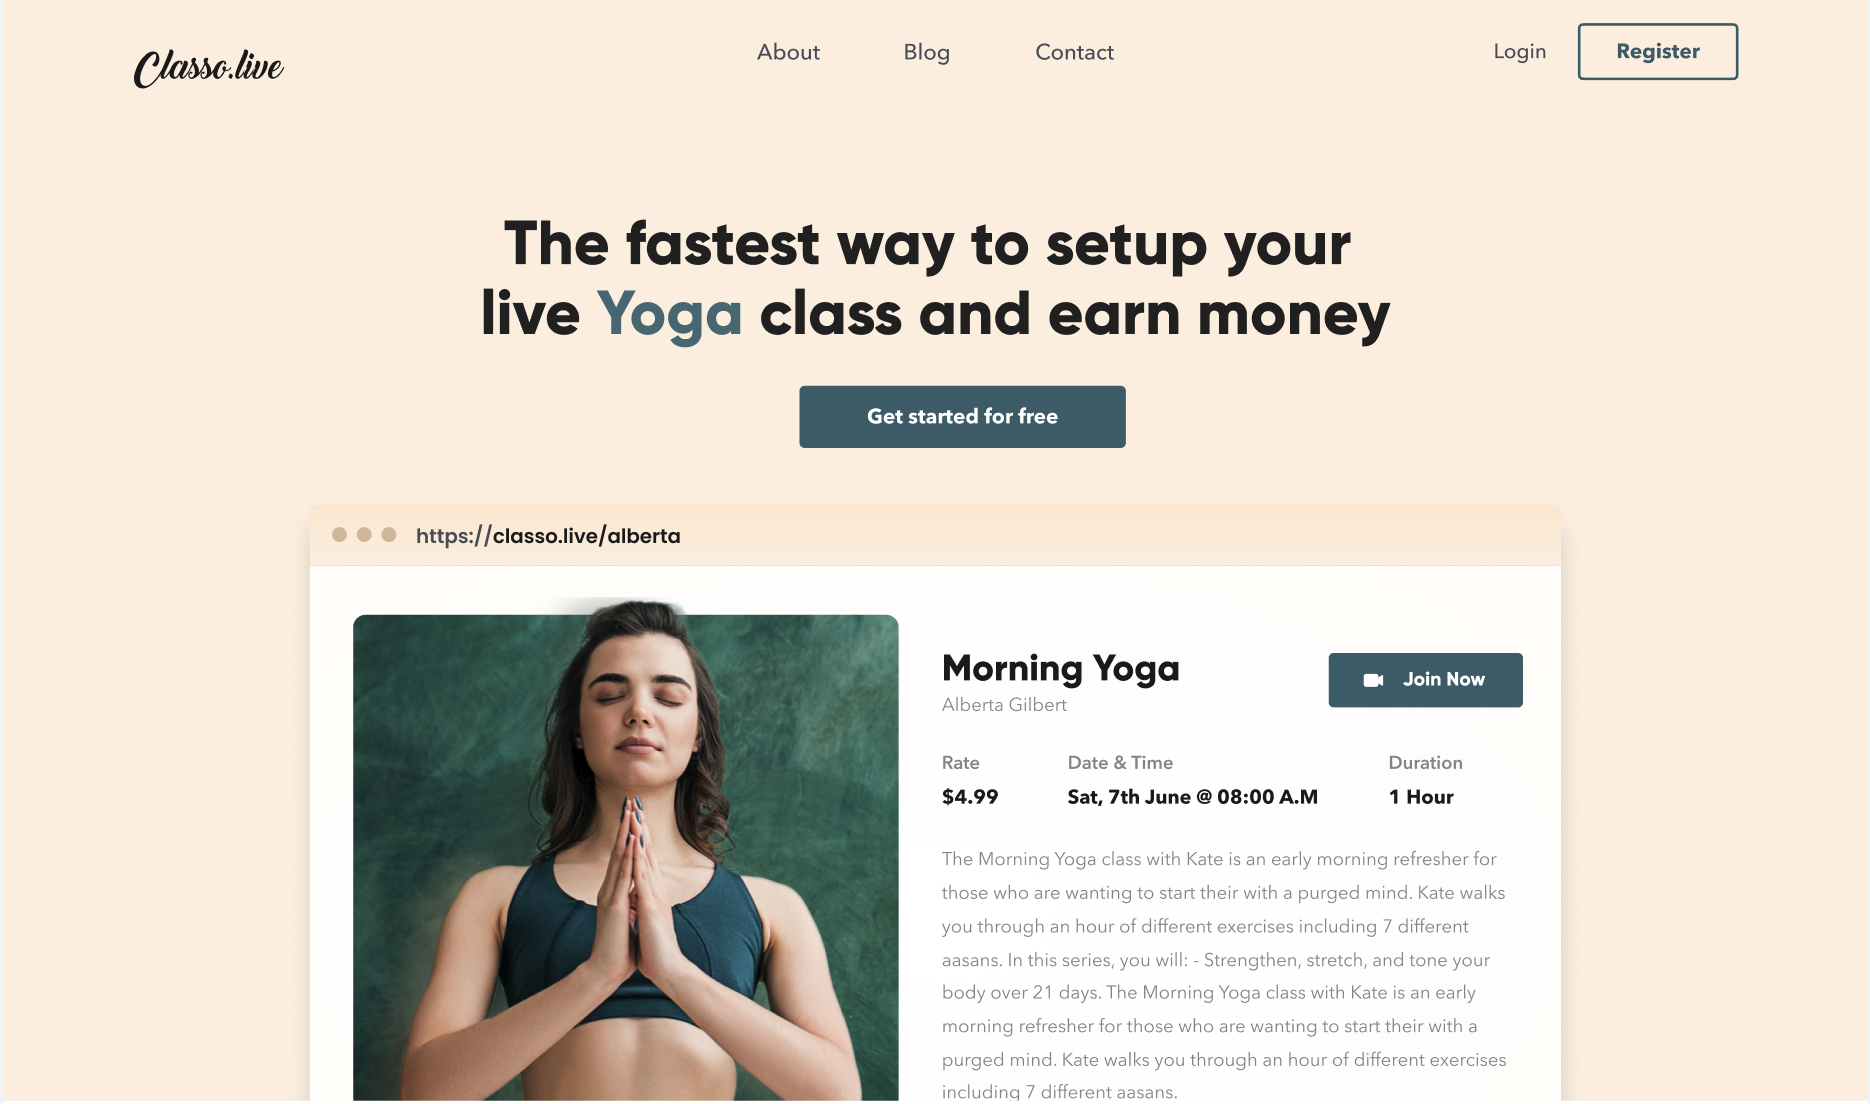 Classo.live
About
Blog
Contact
Login
Register
The fastest way to setup your
live Yoga class and earn money
Get started for free
https://classo.live/alberta
Morning Yoga
Alberta Gilbert
Join Now
Rate
Date & Time
Duration
$4.99
Sat, 7th June @ 08:00 A.M
1 Hour
The Morning Yoga class with Kate is an early morning refresher for
those who are wanting to start their with a purged mind. Kate walks
you through an hour of different exercises including 7 different
aasans. In this series, you will: - Strengthen, stretch, and tone your
body over 21 days. The Morning Yoga class with Kate is an early
morning refresher for those who are wanting to start their with a
purged mind. Kate walks you through an hour of different exercises
including 7 different aasans.